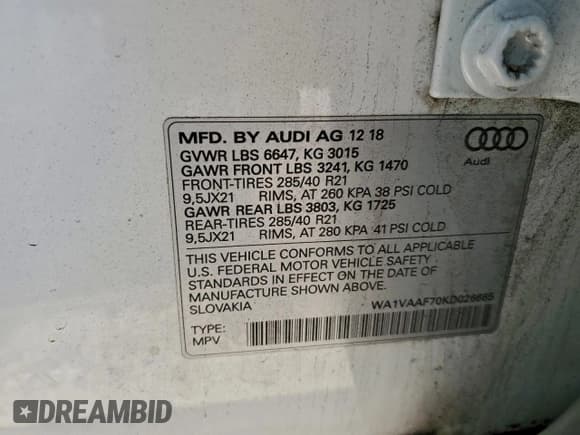 MFD. BY AUDI AG 12 18
GVWR LBS 6647, KG 3015
GAWR FRONT LBS 3241, KG 1470
FRONT-TIRES 285/40 R21
9,5JX21 RIMS, AT 260 KPA 38 PSI COLD
GAWR REAR LBS 3803, KG 1725
REAR-TIRES 285/40 R21
9,5JX21 RIMS, AT 280 KPA 41 PSI COLD
Audi
THIS VEHICLE CONFORMS TO ALL APPLICABLE
U.S. FEDERAL MOTOR VEHICLE SAFETY
STANDARDS IN EFFECT ON THE DATE OF
MANUFACTURE SHOWN ABOVE.
SLOVAKIA
WA1VAAF70KD026665
TYPE:
MPV
DREAMBID